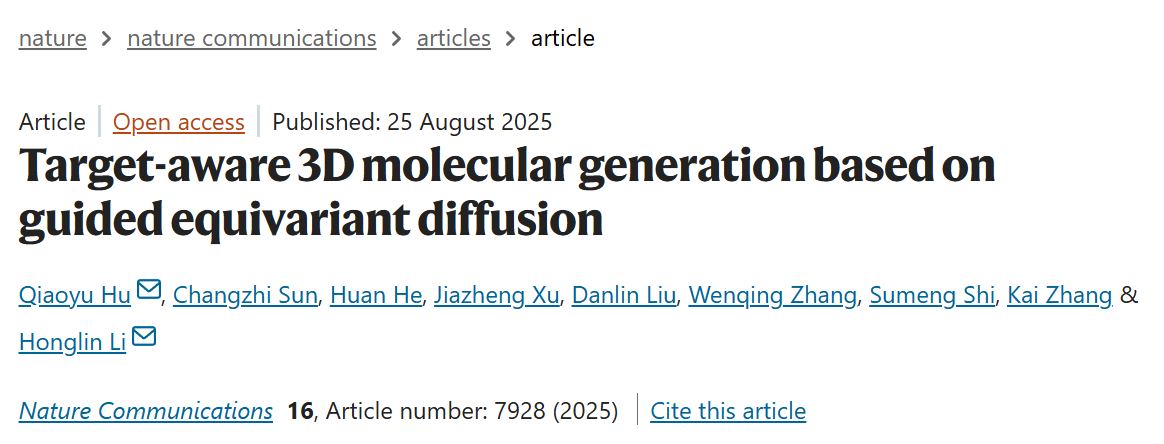 nature > nature communications > articles > article
Article | Open access | Published: 25 August 2025
Target-aware 3D molecular generation based on
guided equivariant diffusion
Qiaoyu Hu, Changzhi Sun, Huan He, Jiazheng Xu, Danlin Liu, Wenqing Zhang, Sumeng Shi, Kai Zhang &
Honglin Li
Nature Communications 16, Article number: 7928 (2025) | Cite this article